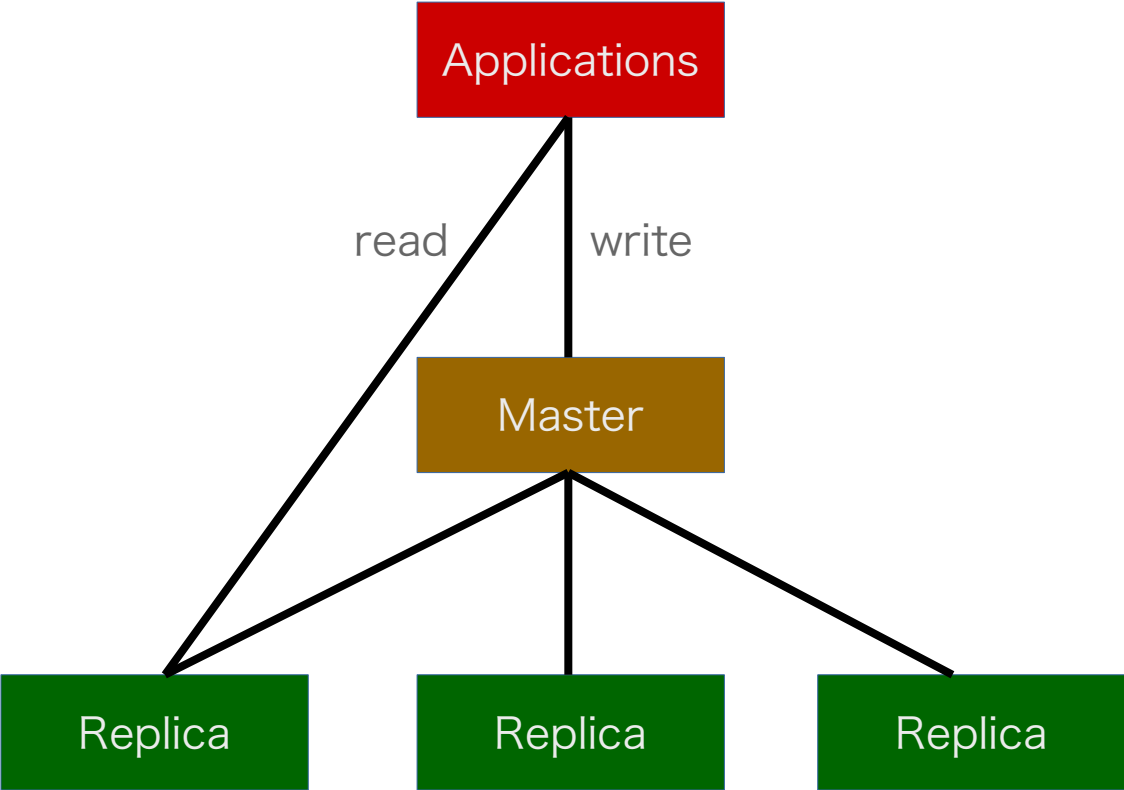 Applications
read
write
Master
Replica
Replica
Replica